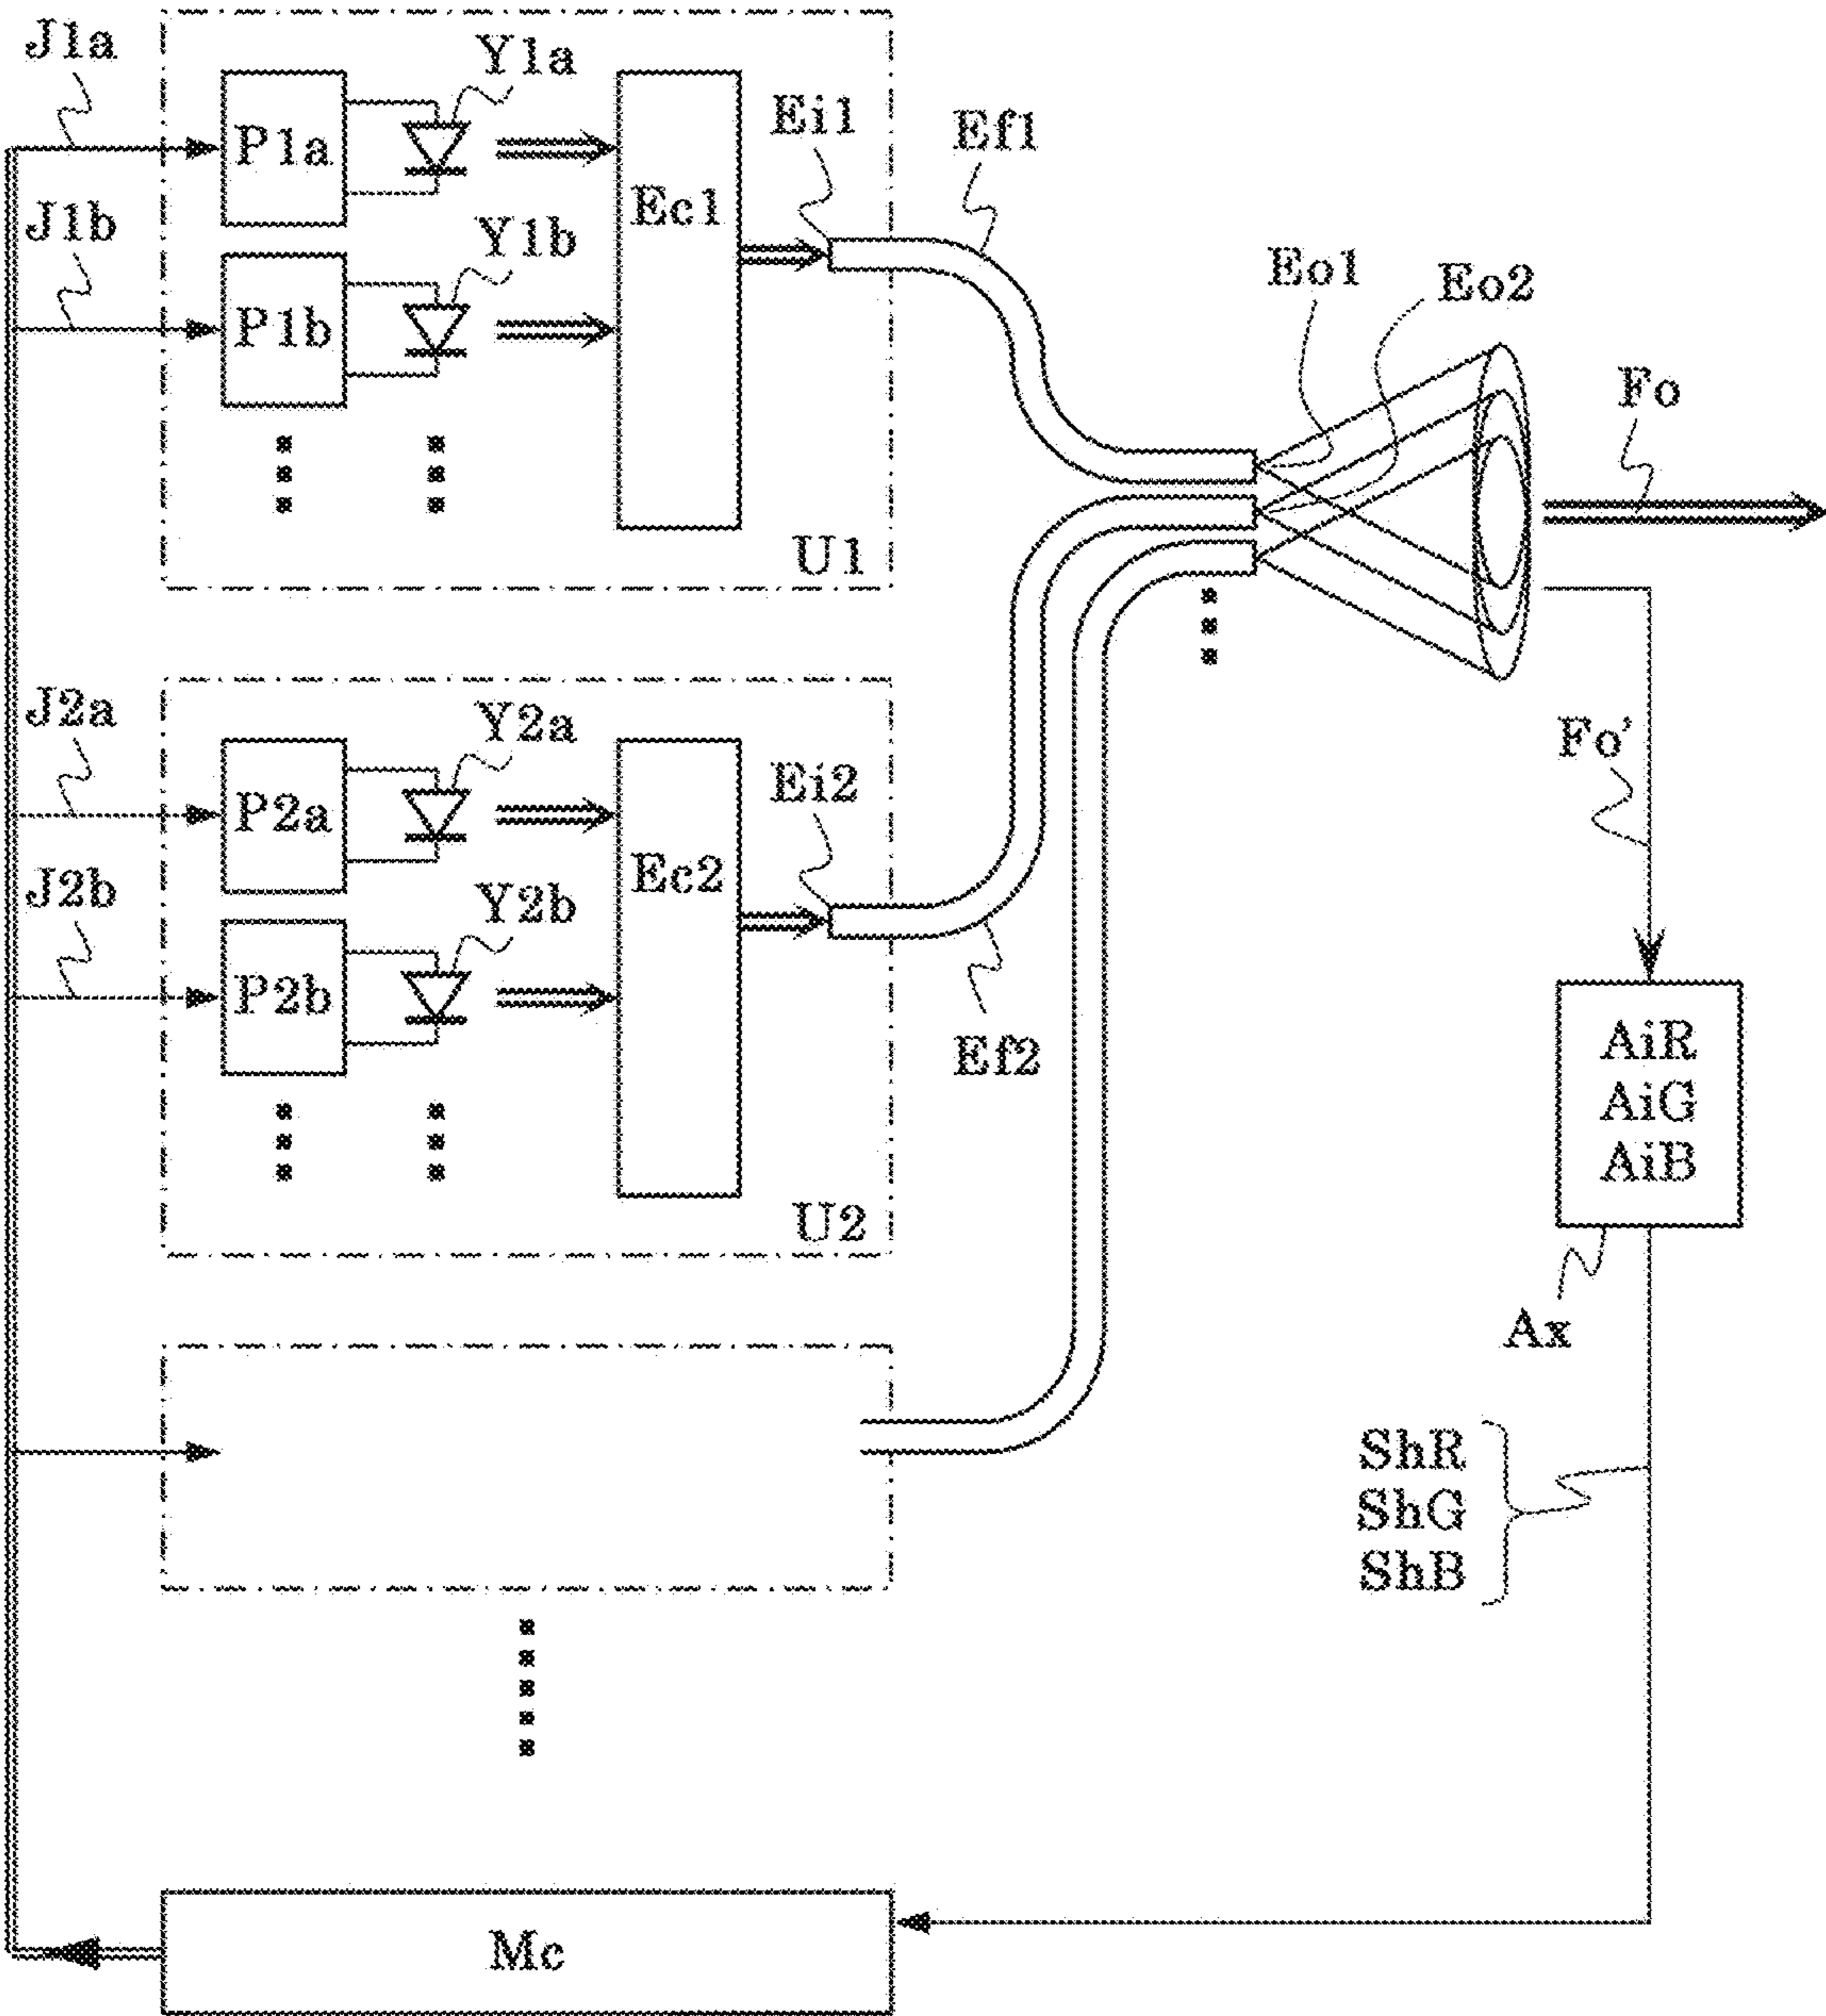 J1a
Y1a
P1a
Ei1
Ef1
Ec1
J1b
Y1b
P1b
Eo1
Eo2
Fo
U1
J2a
Y2a
P2a
Ei2
Fo'
Ec2
J2b
Y2b
P2b
Ef2
AiR
AiG
AiB
U2
Ax
ShR
ShG
ShB
Mc